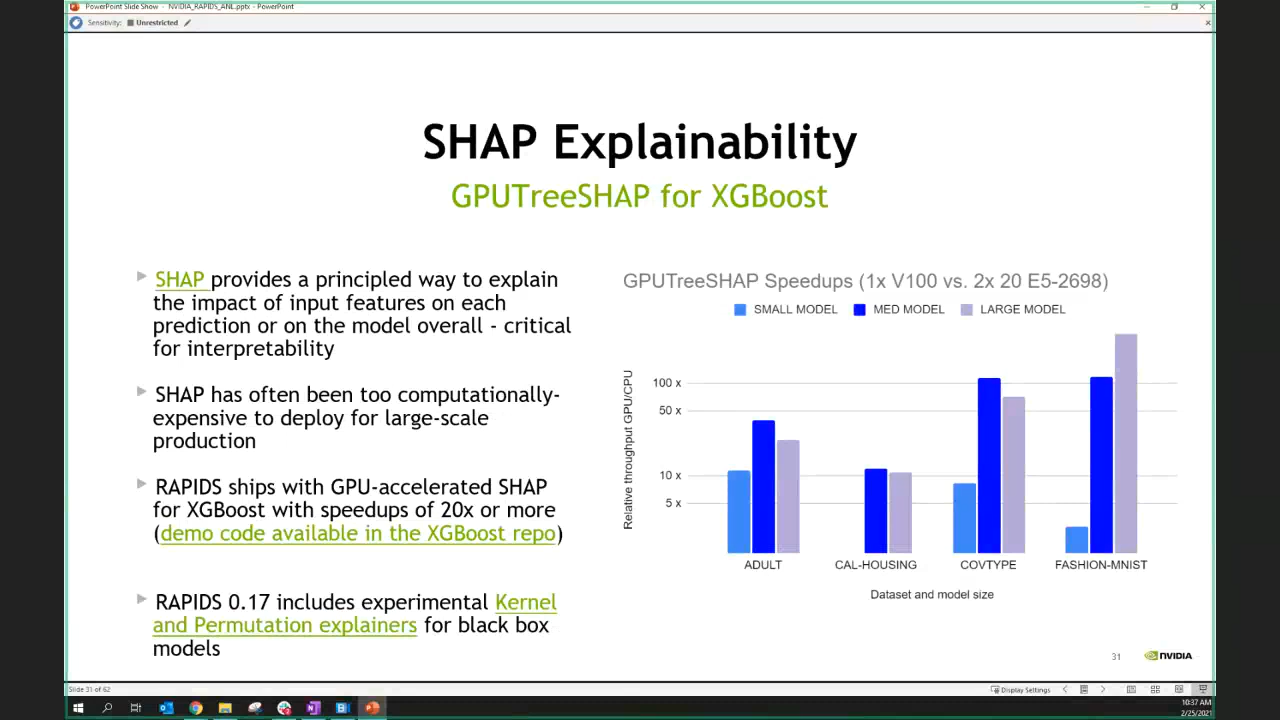 PowerPoint Slide Show - NVIDIA_RAPIDS_ANL.pptx - PowerPoint
Sensitivity: Unrestricted
SHAP Explainability
GPUTreeSHAP for XGBoost
SHAP provides a principled way to explain
the impact of input features on each
prediction or on the model overall - critical
for interpretability
SHAP has often been too computationally-
expensive to deploy for large-scale
production
RAPIDS ships with GPU-accelerated SHAP
for XGBoost with speedups of 20x or more
(demo code available in the XGBoost repo)
RAPIDS 0.17 includes experimental Kernel
and Permutation explainers for black box
models
GPUTreeSHAP Speedups (1x V100 vs. 2x 20 E5-2698)
SMALL MODEL MED MODEL LARGE MODEL
Relative throughput GPU/CPU
100 x
50 x
10 x
5 x
ADULT CAL-HOUSING COVTYPE FASHION-MNIST
Dataset and model size
31 NVIDIA
Slide 31 of 62
Display Settings
10:37 AM
2/25/2021